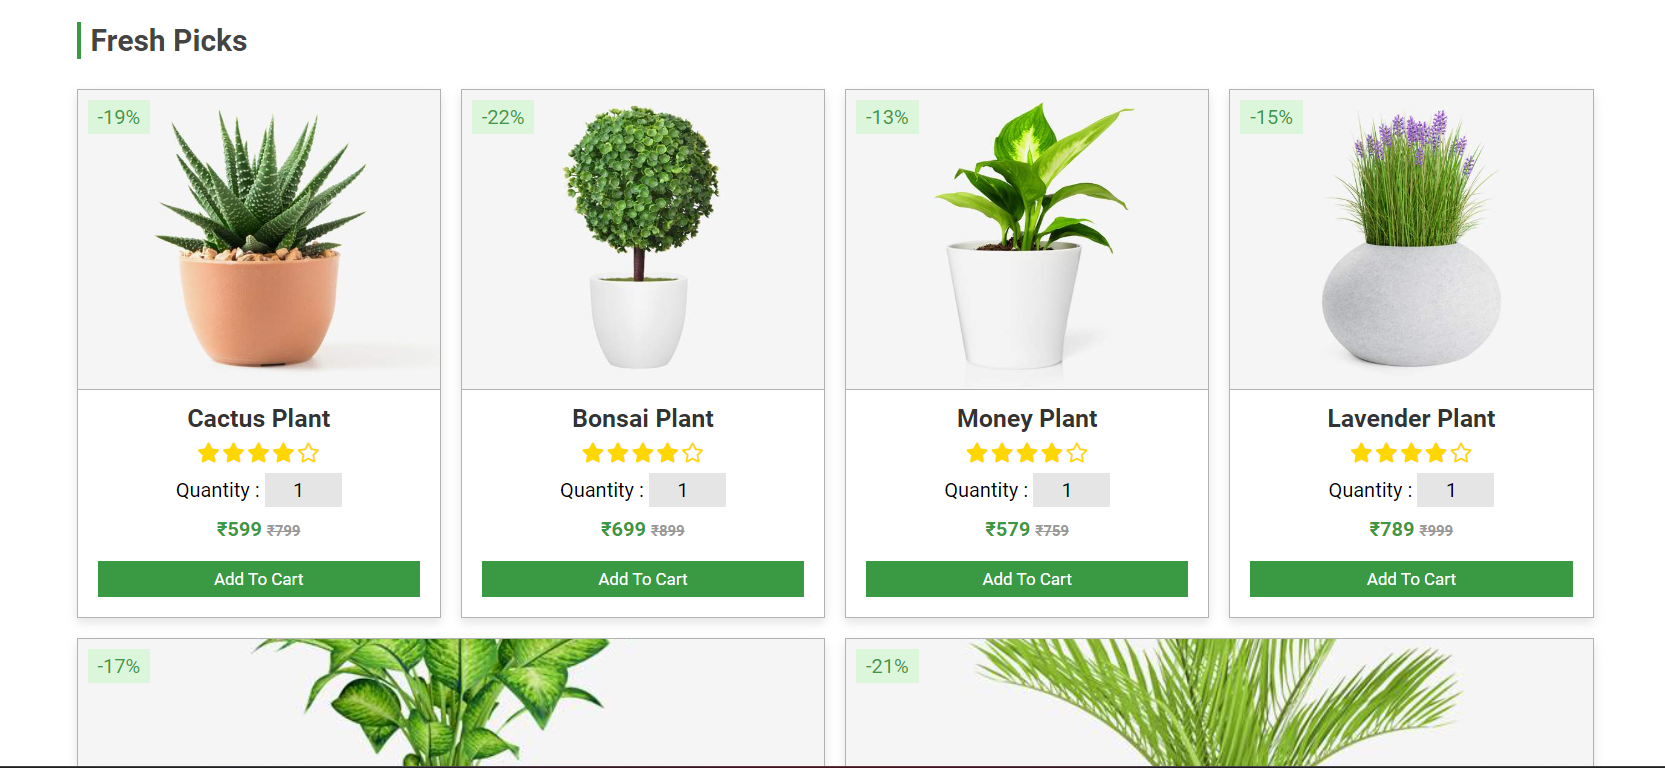 Fresh Picks
-19%
-22%
-13%
-15%
Cactus Plant
Bonsai Plant
Money Plant
Lavender Plant
Quantity : 1
Quantity : 1
Quantity : 1
Quantity : 1
₹599 ₹799
₹699 ₹899
₹579 ₹759
₹789 ₹999
Add To Cart
Add To Cart
Add To Cart
Add To Cart
-17%
-21%